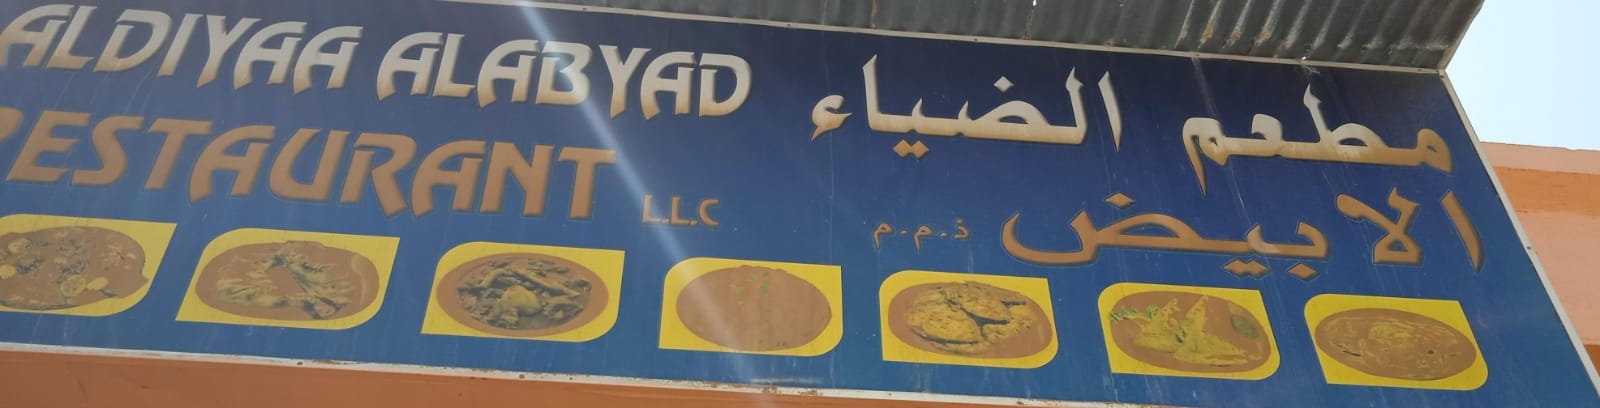 ALDIYAA ALABYAD
RESTAURANT L.L.C
مطعم الضياء
الابيض ذ.م.م